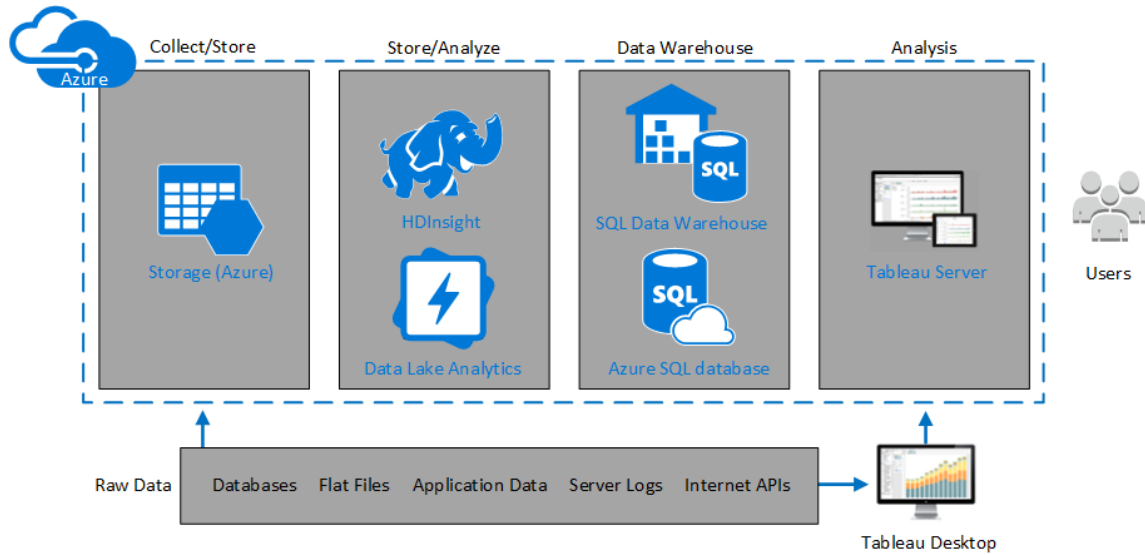 Collect/Store
Store/Analyze
Data Warehouse
Analysis
Azure
SQL
HDInsight
SQL Data Warehouse
Storage (Azure)
Tableau Server
Users
SQL
Data Lake Analytics
Azure SQL database
Raw Data
Databases
Flat Files
Application Data
Server Logs
Internet APIs
Tableau Desktop